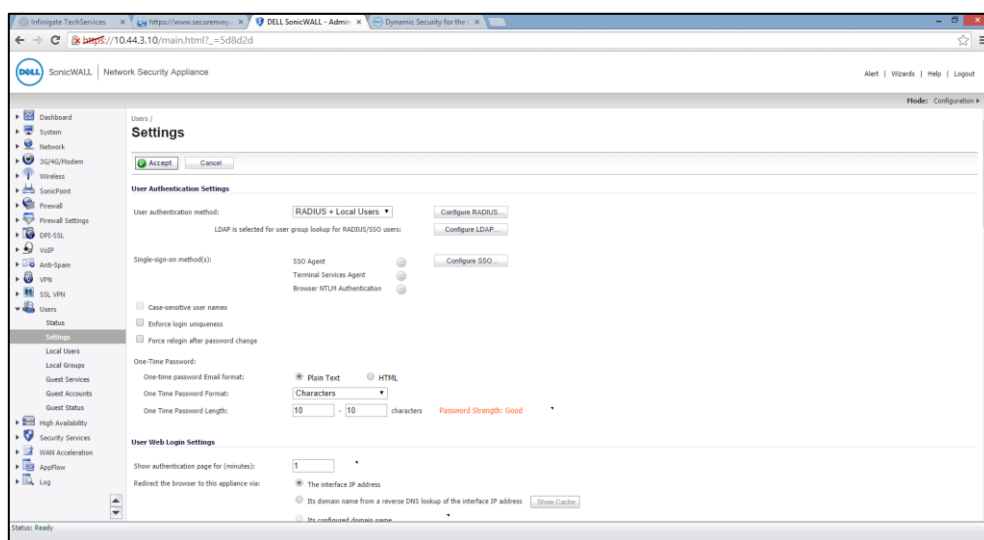 Infinigate TechServices
https://www.securenvoy.c
DELL SonicWALL - Admin
Dynamic Security for the
https://10.44.3.10/main.html?_=5d8d2d
DELL SonicWALL | Network Security Appliance
Alert | Wizards | Help | Logout
Mode: Configuration
Dashboard
System
Network
3G/4G/Modem
Wireless
SonicPoint
Firewall
Firewall Settings
DPI-SSL
VoIP
Anti-Spam
VPN
SSL VPN
Users
Status
Settings
Local Users
Local Groups
Guest Services
Guest Accounts
Guest Status
High Availability
Security Services
WAN Acceleration
AppFlow
Log
Users /
Settings
Accept Cancel
User Authentication Settings
User authentication method: RADIUS + Local Users Configure RADIUS...
LDAP is selected for user group lookup for RADIUS/SSO users: Configure LDAP...
Single-sign-on method(s): SSO Agent Configure SSO...
Terminal Services Agent
Browser NTLM Authentication
Case-sensitive user names
Enforce login uniqueness
Force relogin after password change
One-Time Password:
One-time password Email format: Plain Text HTML
One Time Password Format: Characters
One Time Password Length: 10 - 10 characters Password Strength: Good
User Web Login Settings
Show authentication page for (minutes): 1
Redirect the browser to this appliance via: The interface IP address
Its domain name from a reverse DNS lookup of the interface IP address Show Cache
Its configured domain name
Status: Ready